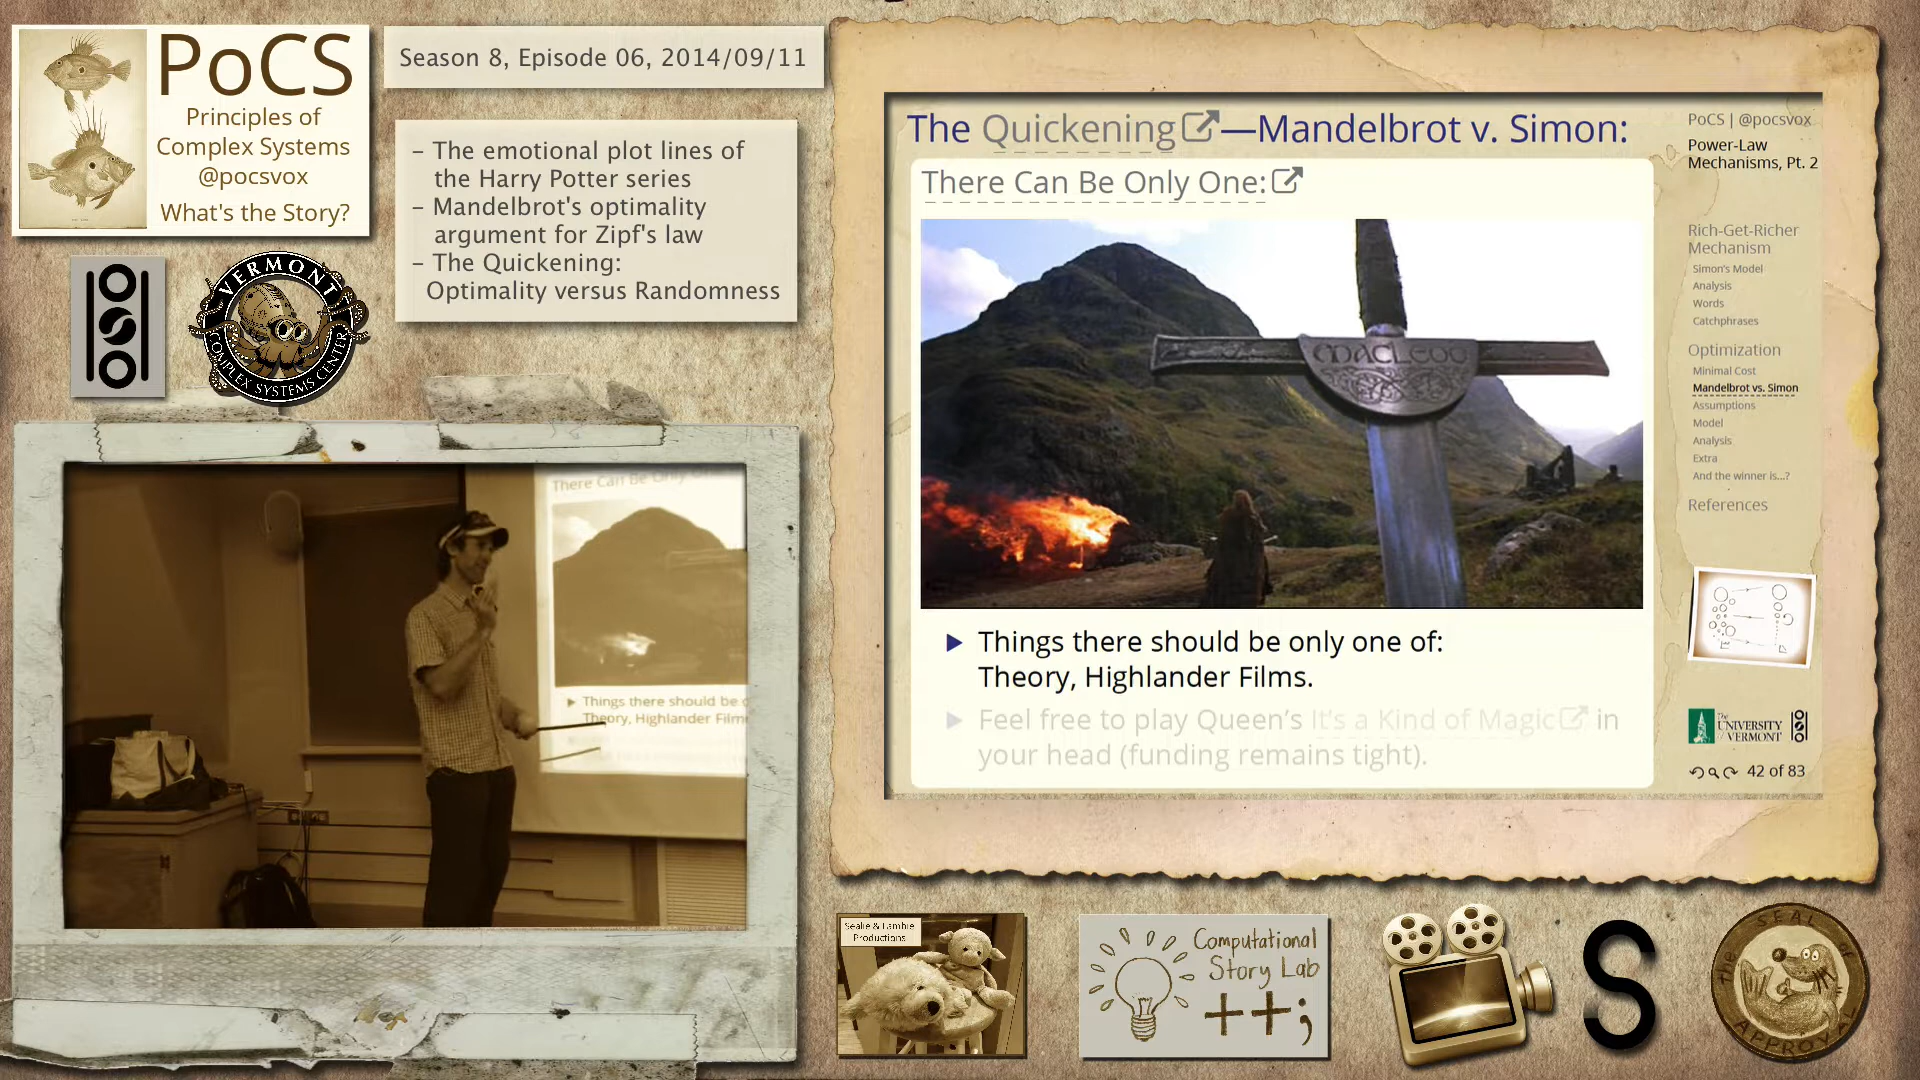 PoCS
Principles of
Complex Systems
@pocsvox
What's the Story?
Season 8, Episode 06, 2014/09/11
– The emotional plot lines of
the Harry Potter series
– Mandelbrot's optimality
argument for Zipf's law
– The Quickening:
Optimality versus Randomness
VERMONT
COMPLEX SYSTEMS CENTER
There Can Be Only
Things there should be
Theory, Highlander Film
The Quickening—Mandelbrot v. Simon:
There Can Be Only One:
MACLEOD
▶ Things there should be only one of:
Theory, Highlander Films.
▶ Feel free to play Queen's It's a Kind of Magic in
your head (funding remains tight).
PoCS | @pocsvox
Power-Law
Mechanisms, Pt. 2
Rich-Get-Richer
Mechanism
Simon's Model
Analysis
Words
Catchphrases
Optimization
Minimal Cost
Mandelbrot vs. Simon
Assumptions
Model
Analysis
Extra
And the winner is...?
References
The
UNIVERSITY
of VERMONT
42 of 83
Sealie & Lambie
Productions
Computational
Story Lab
++;
S
the SEAL OF
APPROVAL